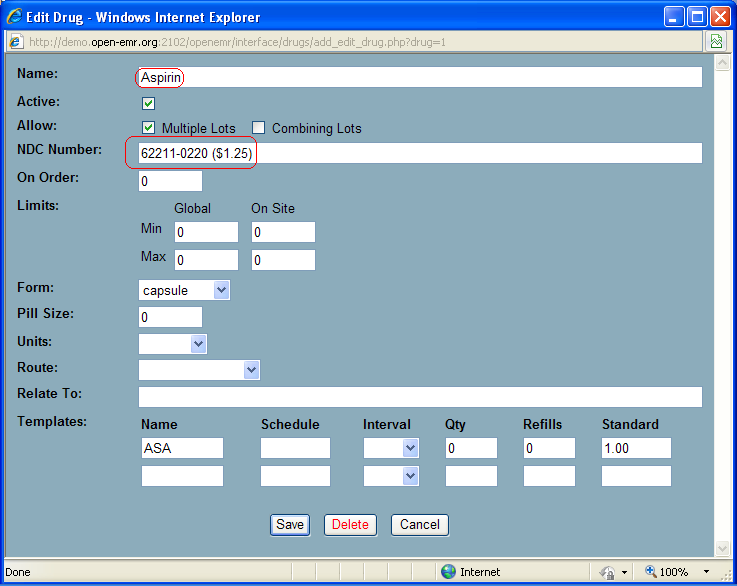 Edit Drug - Windows Internet Explorer
http://demo.open-emr.org:2102/openemr/interface/drugs/add_edit_drug.php?drug=1
Name: Aspirin
Active:
Allow: Multiple Lots Combining Lots
NDC Number: 62211-0220 ($1.25)
On Order: 0
Limits: Global On Site
Min 0 0
Max 0 0
Form: capsule
Pill Size: 0
Units:
Route:
Relate To:
Templates: Name Schedule Interval Qty Refills Standard
ASA 0 0 1.00
Save Delete Cancel
Done Internet 100%